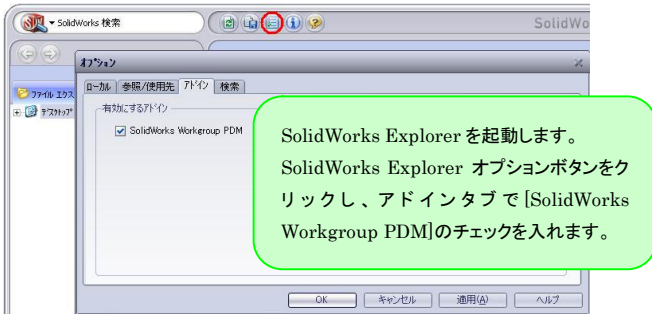 SolidWorks 検索
SolidWo
オプション
ファイル エクス
デスクトップ
ローカル 参照/使用先 アドイン 検索
有効にするアドイン
SolidWorks Workgroup PDM
SolidWorks Explorer を起動します。
SolidWorks Explorer オプションボタンをク
リックし、アドインタブで[SolidWorks
Workgroup PDM]のチェックを入れます。
OK キャンセル 適用(A) ヘルプ